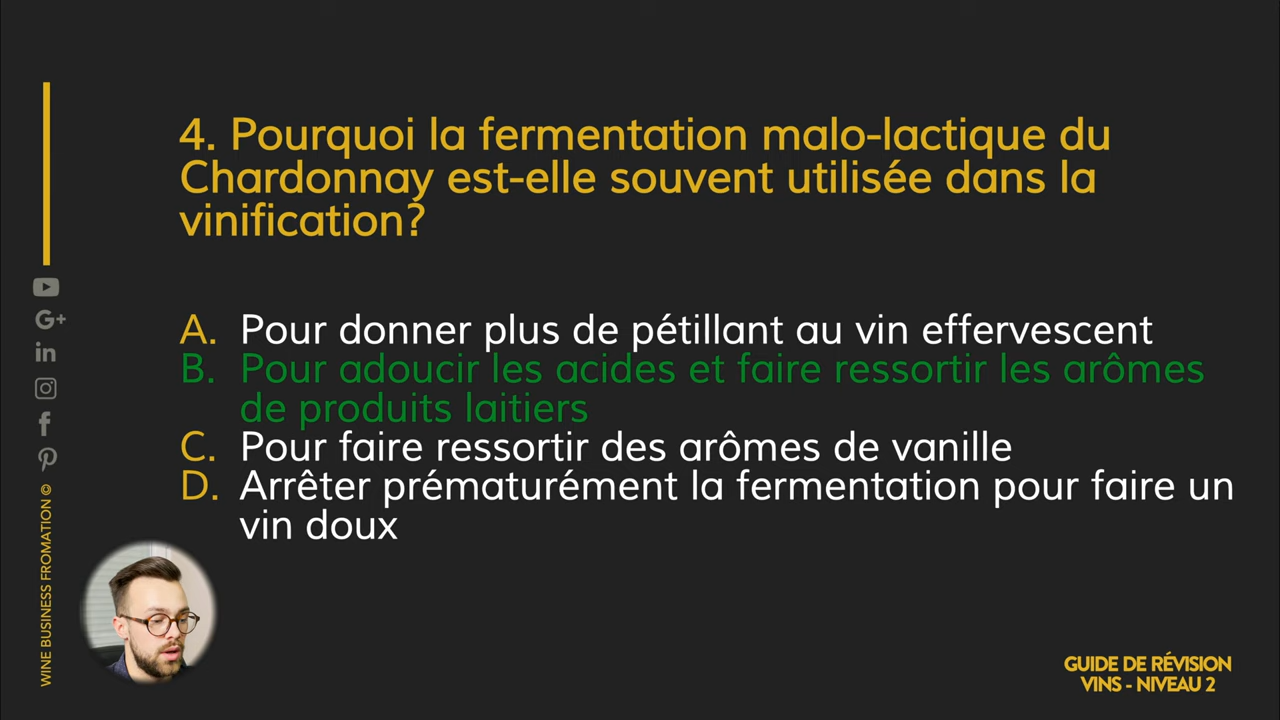 4. Pourquoi la fermentation malo-lactique du
Chardonnay est-elle souvent utilisée dans la
vinification?
A. Pour donner plus de pétillant au vin effervescent
B. Pour adoucir les acides et faire ressortir les arômes
de produits laitiers
C. Pour faire ressortir des arômes de vanille
D. Arrêter prématurément la fermentation pour faire un
vin doux
G+
in
f
WINE BUSINESS FROMATION ©
GUIDE DE RÉVISION
VINS - NIVEAU 2